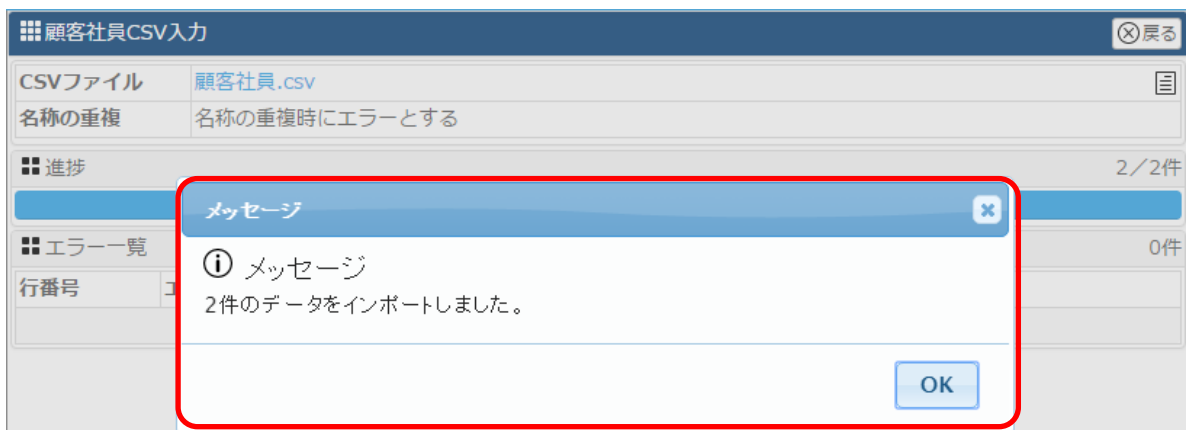 顧客社員CSV入力
戻る
CSVファイル
顧客社員.csv
名称の重複
名称の重複時にエラーとする
進捗
2／2件
メッセージ
エラー一覧
0件
メッセージ
行番号
2件のデータをインポートしました。
OK